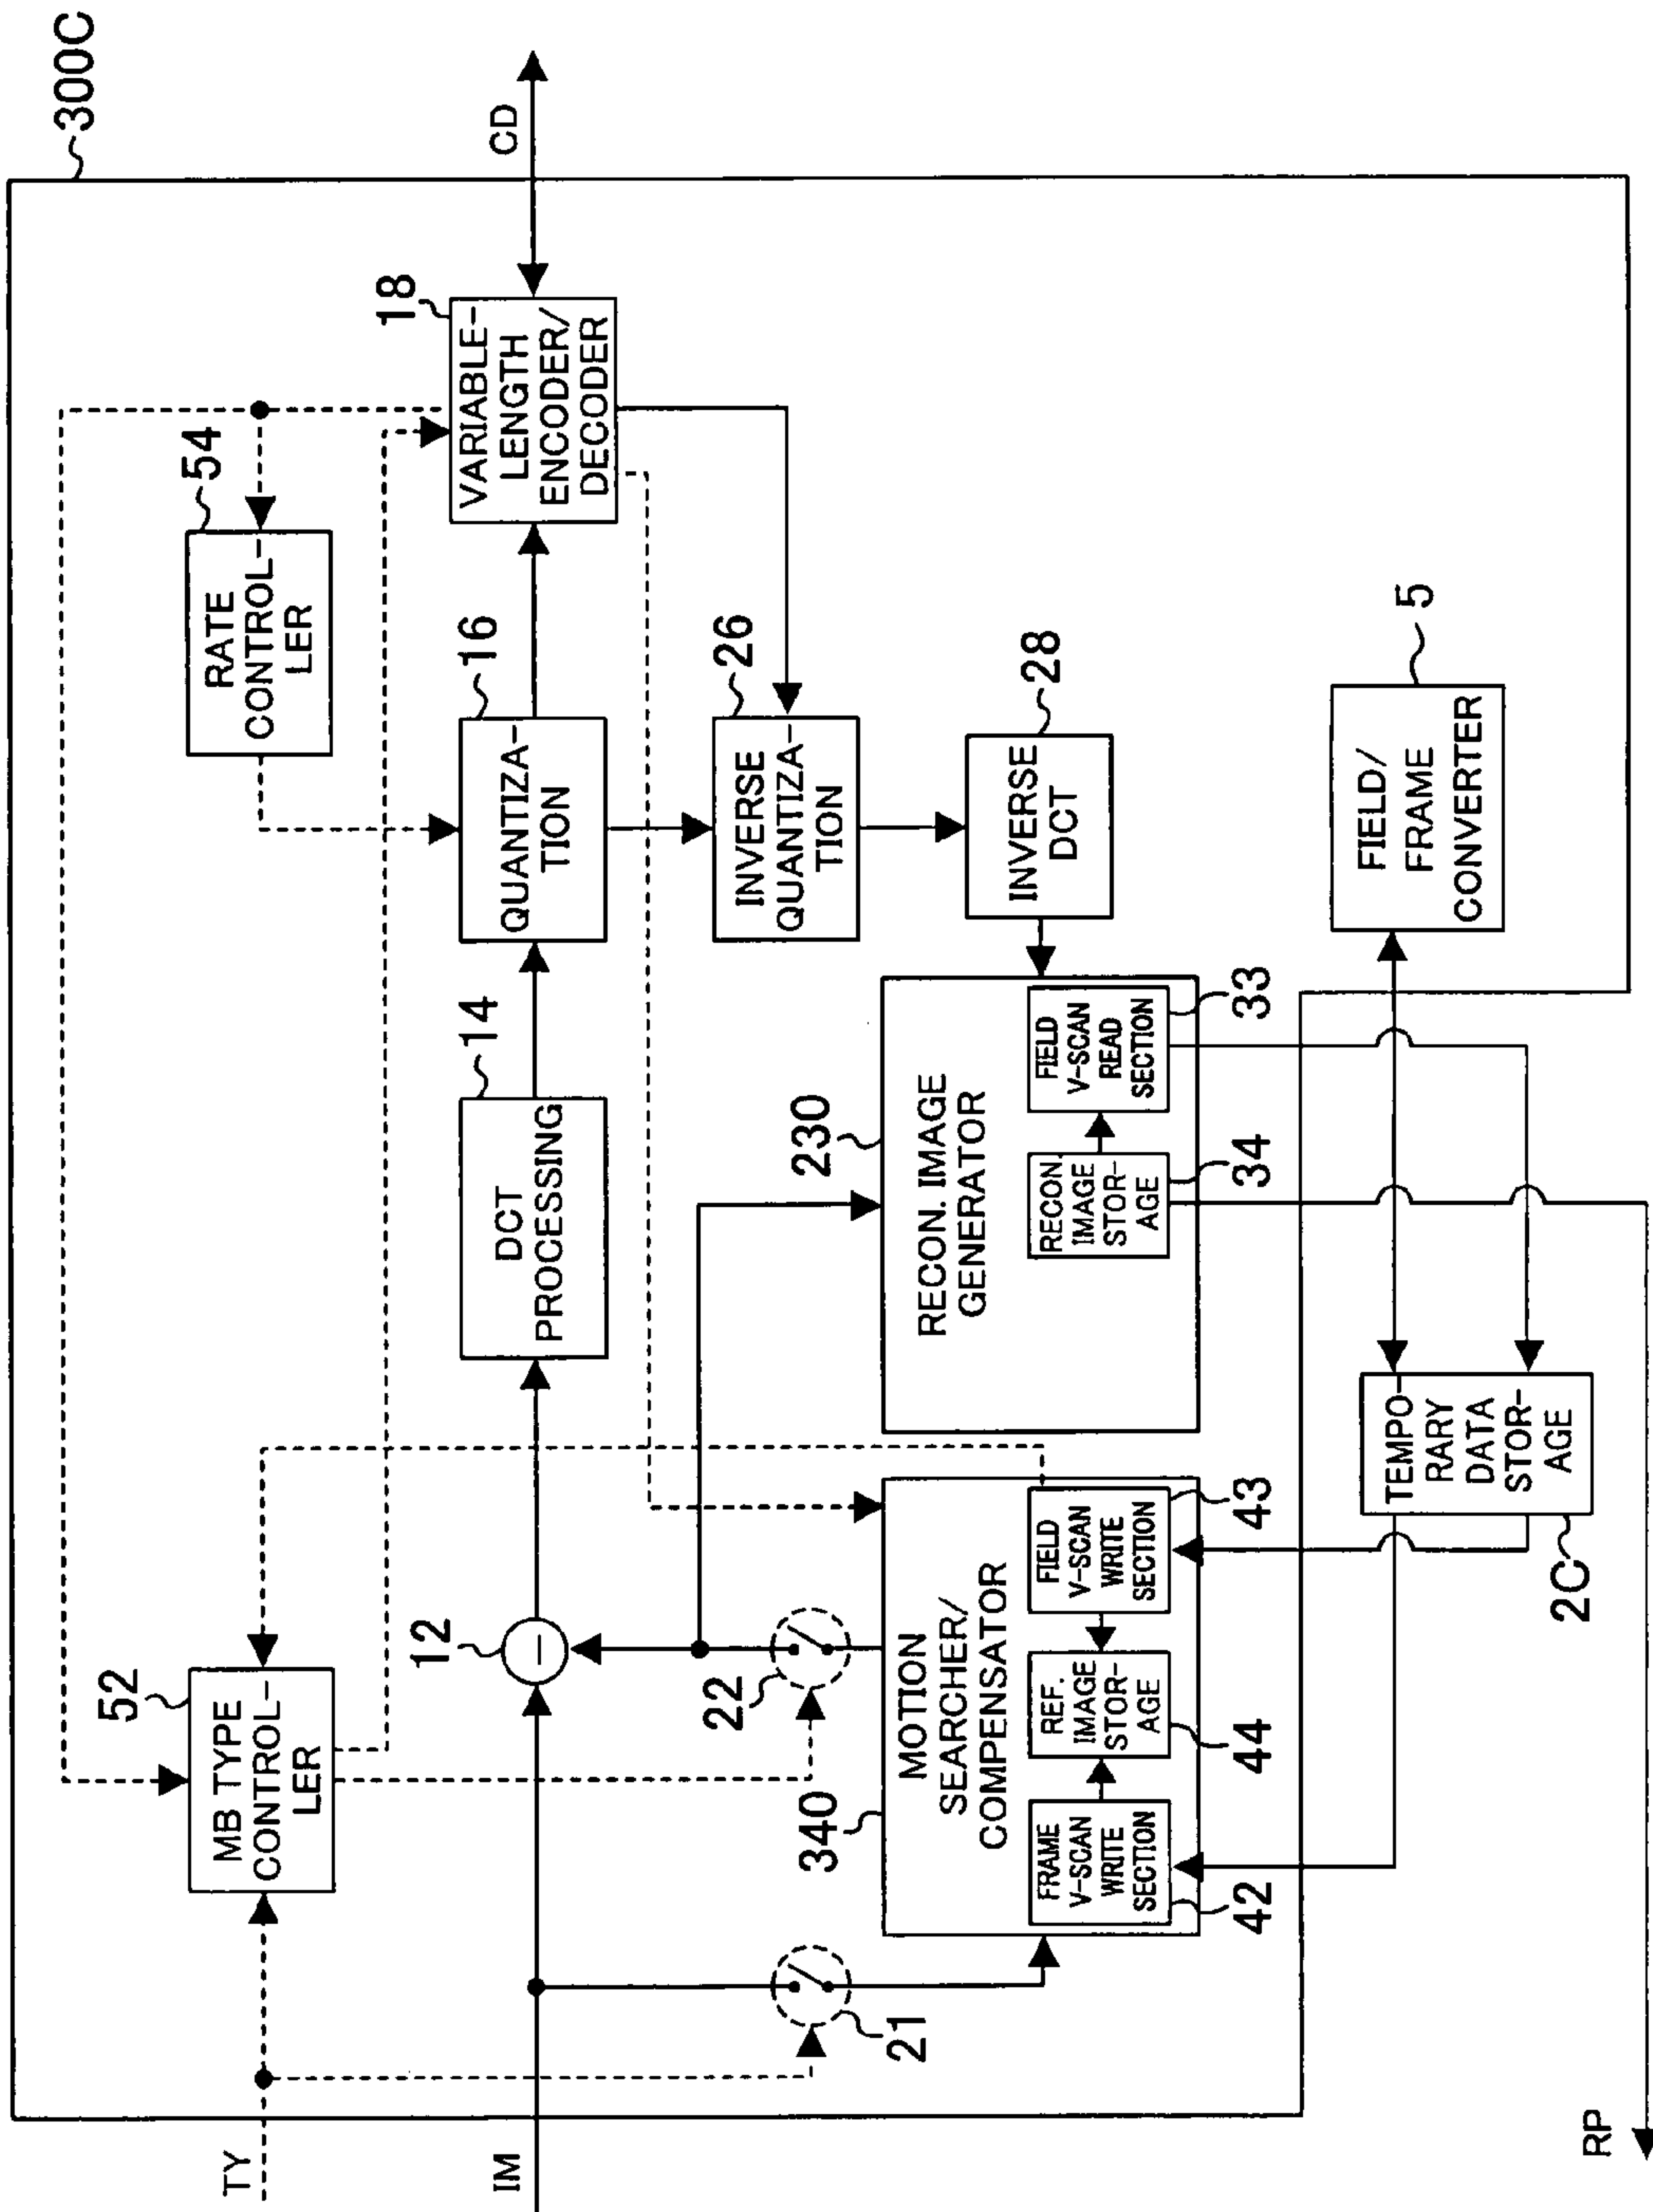 300C
TY
52
MB TYPE
CONTROL-
LER
54
RATE
CONTROL-
LER
IM
12
14
DCT
PROCESSING
16
QUANTIZA-
TION
18
VARIABLE-
LENGTH
ENCODER/
DECODER
CD
21
22
26
INVERSE
QUANTIZA-
TION
28
INVERSE
DCT
340
MOTION
SEARCHER/
COMPENSATOR
FRAME
V-SCAN
WRITE
SECTION
42
REF.
IMAGE
STOR-
AGE
44
FIELD
V-SCAN
WRITE
SECTION
43
230
RECON. IMAGE
GENERATOR
RECON.
IMAGE
STOR-
AGE
34
FIELD
V-SCAN
READ
SECTION
33
TEMPO-
RARY
DATA
STOR-
AGE
2C
5
FIELD/
FRAME
CONVERTER
RP